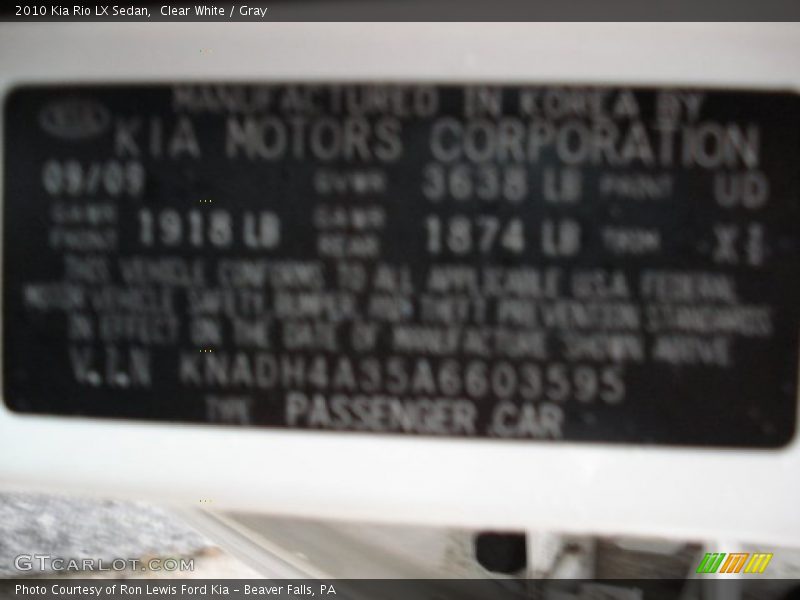 2010 Kia Rio LX Sedan,  Clear White / Gray
KIA
MANUFACTURED IN KOREA BY
KIA MOTORS CORPORATION
09/09 GVWR 3638 LB PAINT UD
GAWR FRONT 1918 LB GAWR REAR 1874 LB TRIM
THIS VEHICLE CONFORMS TO ALL APPLICABLE U.S.A. FEDERAL
MOTOR VEHICLE SAFETY BUMPER AND THEFT PREVENTION STANDARDS
IN EFFECT ON THE DATE OF MANUFACTURE SHOWN ABOVE
V.I.N KNADH4A35A6603595
TYPE PASSENGER CAR
GTCARLOT.COM
Photo Courtesy of Ron Lewis Ford Kia - Beaver Falls, PA